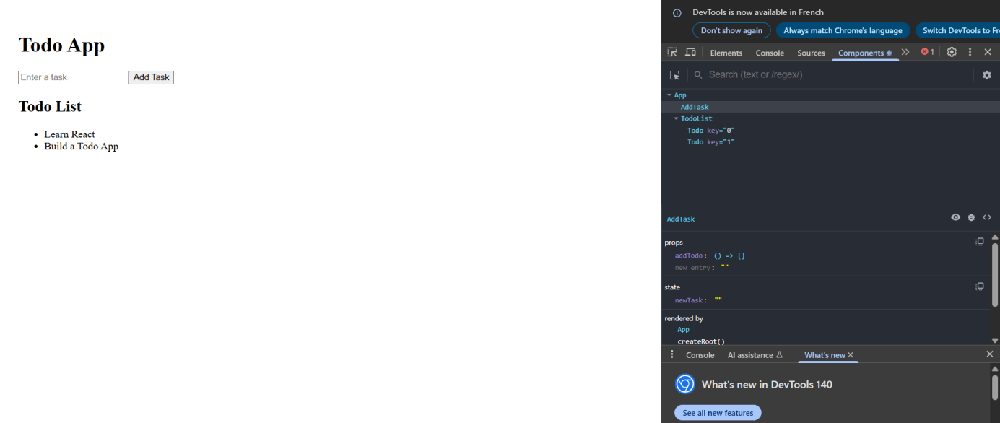 Todo App
Enter a task Add Task
Todo List
Learn React
Build a Todo App
DevTools is now available in French
Don't show again Always match Chrome's language Switch DevTools to Fr
Elements Console Sources Components 1
Search (text or /regex/)
App
AddTask
TodoList
Todo key="0"
Todo key="1"
AddTask
props
addTodo: () => {}
new entry: ""
state
newTask: ""
rendered by
App
createRoot()
Console AI assistance What's new
What's new in DevTools 140
See all new features